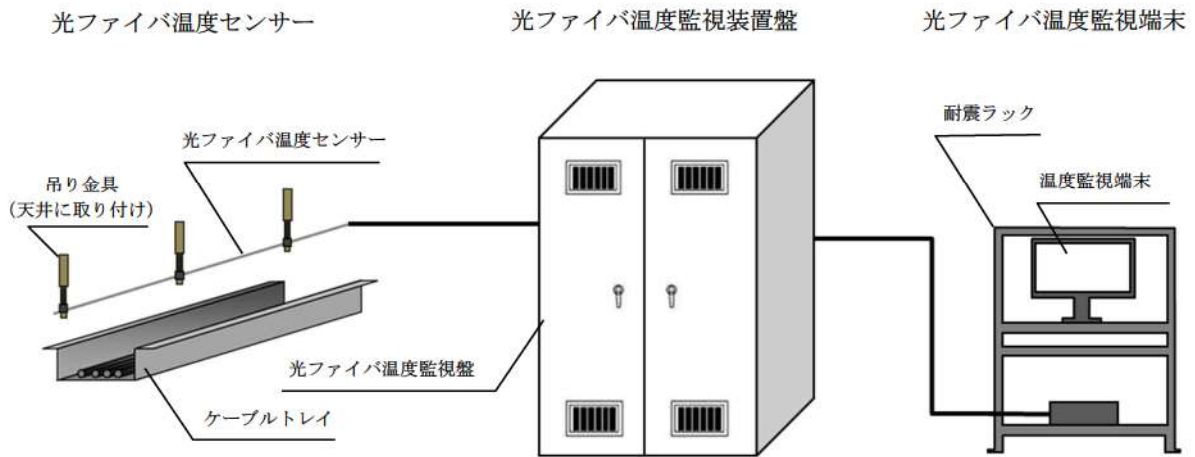 光ファイバ温度センサー
光ファイバ温度監視装置盤
光ファイバ温度監視端末
耐震ラック
光ファイバ温度センサー
吊り金具
(天井に取り付け)
温度監視端末
光ファイバ温度監視盤
ケーブルトレイ